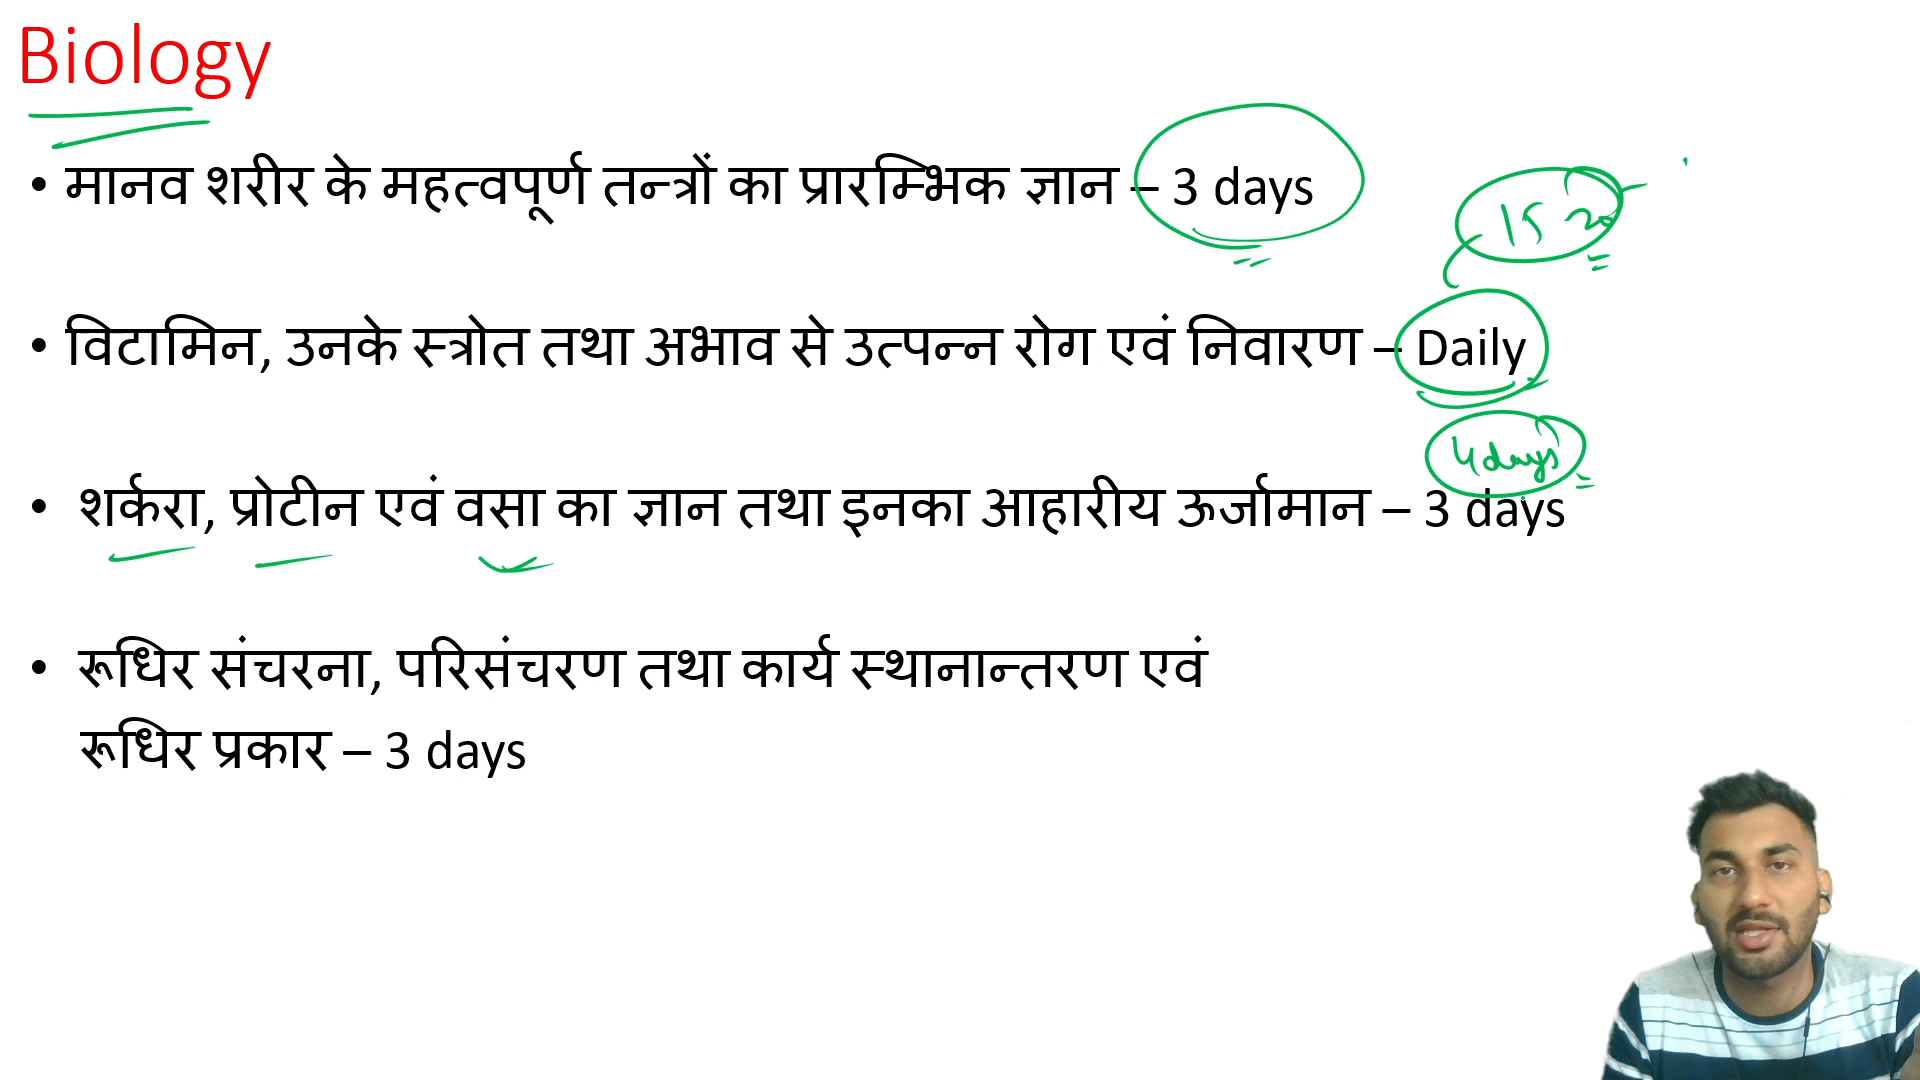 Biology
• मानव शरीर के महत्वपूर्ण तन्त्रों का प्रारम्भिक ज्ञान – 3 days
15 20
• विटामिन, उनके स्त्रोत तथा अभाव से उत्पन्न रोग एवं निवारण – Daily
4 days
• शर्करा, प्रोटीन एवं वसा का ज्ञान तथा इनका आहारीय ऊर्जामान – 3 days
• रूधिर संचरना, परिसंचरण तथा कार्य स्थानान्तरण एवं
रूधिर प्रकार – 3 days